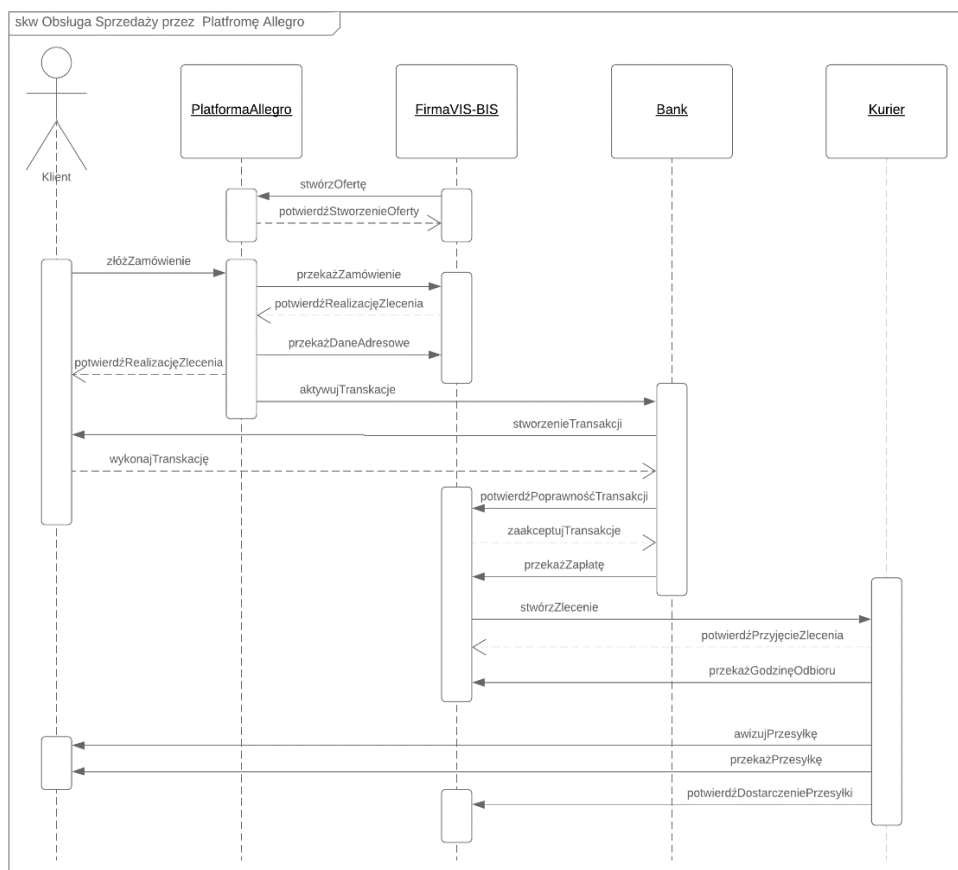 skw Obsługa Sprzedaży przez  Platfromę Allegro
PlatformaAllegro
FirmaVIS-BIS
Bank
Kurier
Klient
stwórzOfertę
potwierdźStworzenieOferty
złóżZamówienie
przekażZamówienie
potwierdźRealizacjęZlecenia
przekażDaneAdresowe
potwierdźRealizacjęZlecenia
aktywujTranskacje
stworzenieTransakcji
wykonajTranskację
potwierdźPoprawnośćTransakcji
zaakceptujTransakcje
przekażZapłatę
stwórzZlecenie
potwierdźPrzyjęcieZlecenia
przekażGodzinęOdbioru
awizujPrzesyłkę
przekażPrzesyłkę
potwierdźDostarczeniePrzesyłki